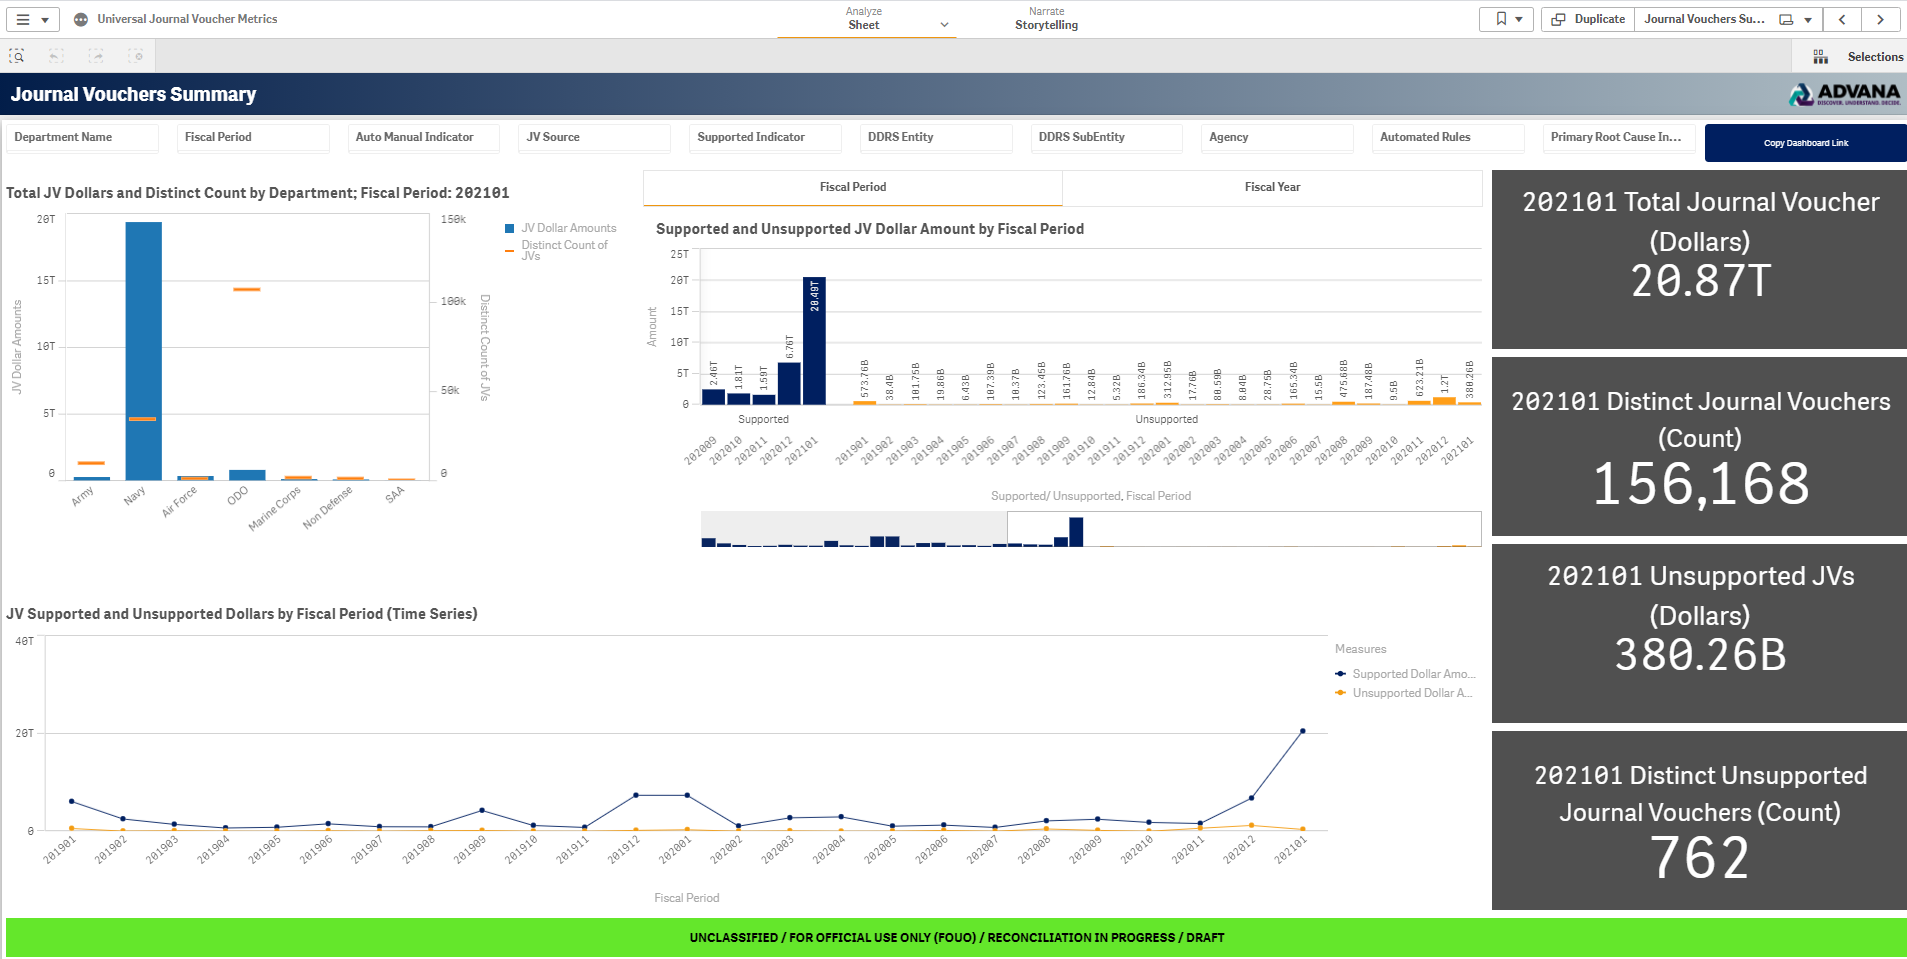 Universal Journal Voucher Metrics
Analyze
Sheet
Narrate
Storytelling
Duplicate
Journal Vouchers Su...
Selections
Journal Vouchers Summary
ADVANA
DISCOVER. UNDERSTAND. DECIDE.
Department Name
Fiscal Period
Auto Manual Indicator
JV Source
Supported Indicator
DDRS Entity
DDRS SubEntity
Agency
Automated Rules
Primary Root Cause In...
Copy Dashboard Link
Total JV Dollars and Distinct Count by Department; Fiscal Period: 202101
20T
15T
10T
5T
0
JV Dollar Amounts
150k
100k
50k
0
Distinct Count of JVs
Army
Navy
Air Force
ODO
Marine Corps
Non Defense
SAA
JV Dollar Amounts
Distinct Count of
JVs
Fiscal Period
Fiscal Year
Supported and Unsupported JV Dollar Amount by Fiscal Period
Amount
25T
20T
15T
10T
5T
0
2.46T
1.81T
1.59T
6.76T
20.49T
573.76B
38.4B
101.75B
19.86B
6.43B
107.39B
10.37B
123.45B
161.76B
12.84B
5.32B
186.34B
312.95B
17.76B
80.59B
8.04B
28.75B
165.34B
15.5B
475.68B
187.48B
9.5B
623.21B
1.2T
380.26B
Supported
Unsupported
202009
202010
202011
202012
202101
201901
201902
201903
201904
201905
201906
201907
201908
201909
201910
201911
201912
202001
202002
202003
202004
202005
202006
202007
202008
202009
202010
202011
202012
202101
Supported/ Unsupported, Fiscal Period
202101 Total Journal Voucher
(Dollars)
20.87T
202101 Distinct Journal Vouchers
(Count)
156,168
202101 Unsupported JVs
(Dollars)
380.26B
202101 Distinct Unsupported
Journal Vouchers (Count)
762
JV Supported and Unsupported Dollars by Fiscal Period (Time Series)
40T
20T
0
201901
201902
201903
201904
201905
201906
201907
201908
201909
201910
201911
201912
202001
202002
202003
202004
202005
202006
202007
202008
202009
202010
202011
202012
202101
Fiscal Period
Measures
Supported Dollar Amo...
Unsupported Dollar A...
UNCLASSIFIED / FOR OFFICIAL USE ONLY (FOUO) / RECONCILIATION IN PROGRESS / DRAFT